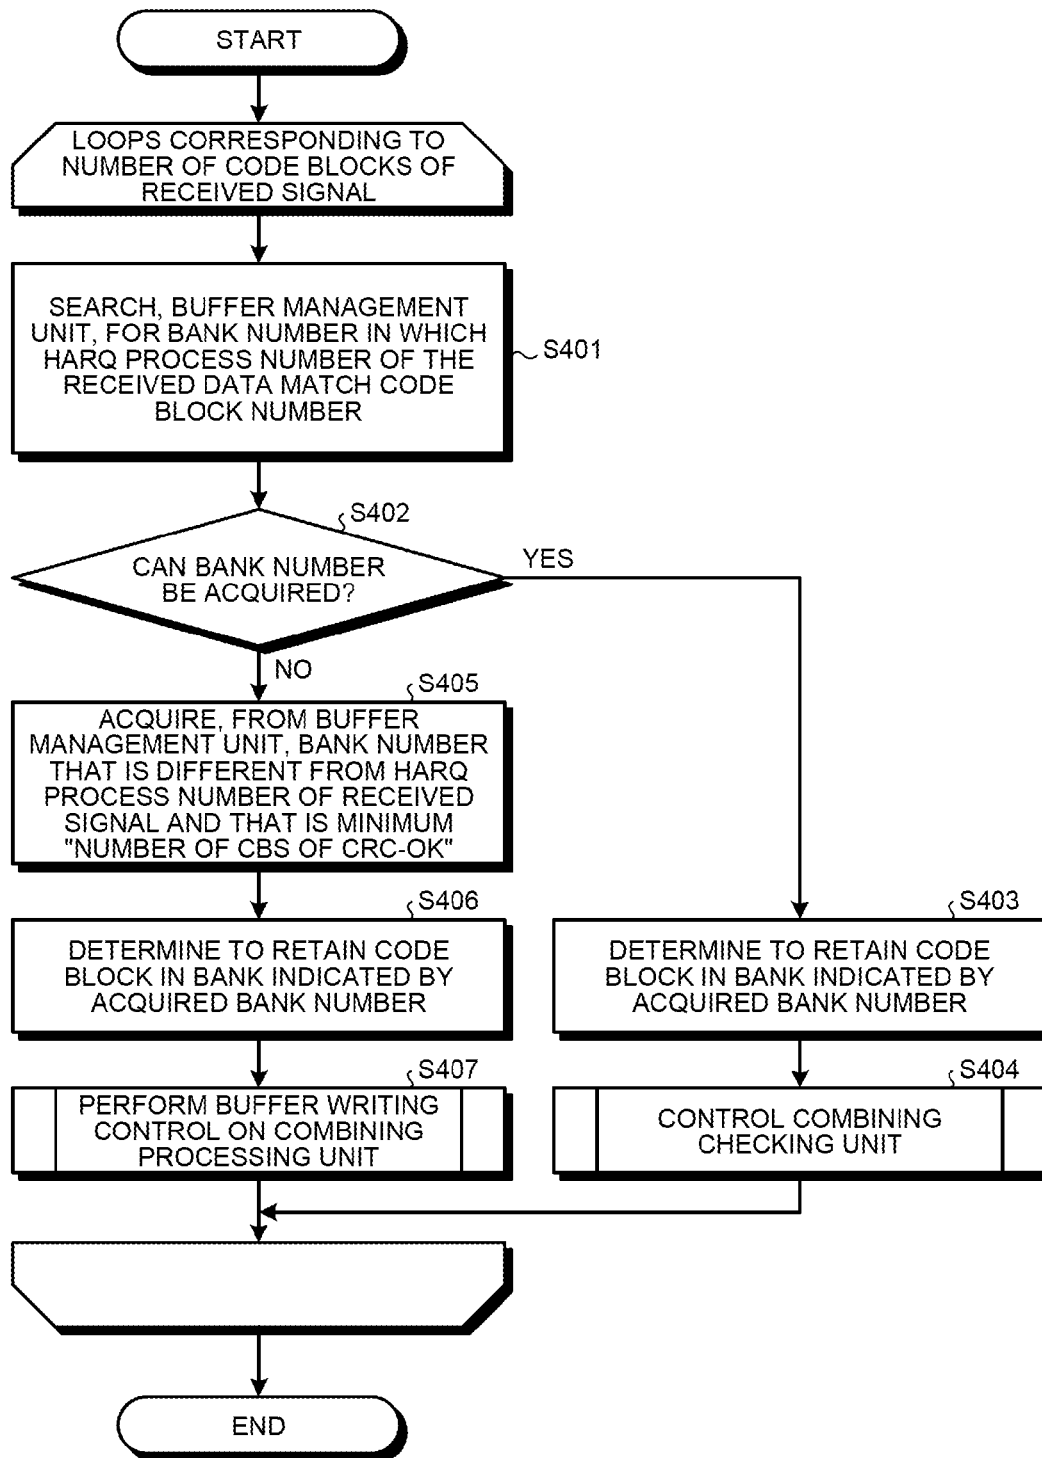 START
LOOPS CORRESPONDING TO
NUMBER OF CODE BLOCKS OF
RECEIVED SIGNAL
SEARCH, BUFFER MANAGEMENT
UNIT, FOR BANK NUMBER IN WHICH
HARQ PROCESS NUMBER OF THE
RECEIVED DATA MATCH CODE
BLOCK NUMBER
S401
S402
CAN BANK NUMBER
BE ACQUIRED?
YES
NO
S405
ACQUIRE, FROM BUFFER
MANAGEMENT UNIT, BANK NUMBER
THAT IS DIFFERENT FROM HARQ
PROCESS NUMBER OF RECEIVED
SIGNAL AND THAT IS MINIMUM
"NUMBER OF CBS OF CRC-OK"
S406
DETERMINE TO RETAIN CODE
BLOCK IN BANK INDICATED BY
ACQUIRED BANK NUMBER
S403
DETERMINE TO RETAIN CODE
BLOCK IN BANK INDICATED BY
ACQUIRED BANK NUMBER
S407
PERFORM BUFFER WRITING
CONTROL ON COMBINING
PROCESSING UNIT
S404
CONTROL COMBINING
CHECKING UNIT
END